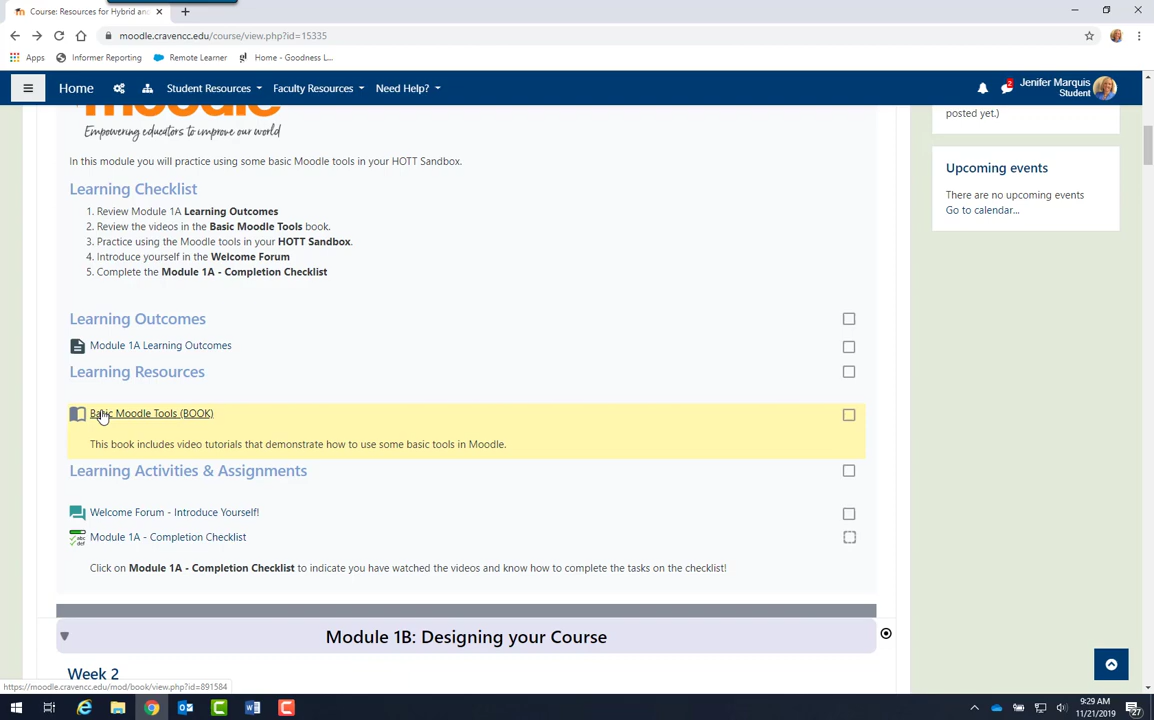 Course: Resources for Hybrid and
moodle.cravencc.edu/course/view.php?id=15335
Apps Informer Reporting Remote Learner Home - Goodness L...
Home Student Resources Faculty Resources Need Help? 2 Jenifer Marquis
Student
moodle
Empowering educators to improve our world
posted yet.)
In this module you will practice using some basic Moodle tools in your HOTT Sandbox.
Upcoming events
There are no upcoming events
Go to calendar...
Learning Checklist
1. Review Module 1A Learning Outcomes
2. Review the videos in the Basic Moodle Tools book.
3. Practice using the Moodle tools in your HOTT Sandbox.
4. Introduce yourself in the Welcome Forum
5. Complete the Module 1A - Completion Checklist
Learning Outcomes
Module 1A Learning Outcomes
Learning Resources
Basic Moodle Tools (BOOK)
This book includes video tutorials that demonstrate how to use some basic tools in Moodle.
Learning Activities & Assignments
Welcome Forum - Introduce Yourself!
Module 1A - Completion Checklist
Click on Module 1A - Completion Checklist to indicate you have watched the videos and know how to complete the tasks on the checklist!
Module 1B: Designing your Course
Week 2
https://moodle.cravencc.edu/mod/book/view.php?id=891584
9:29 AM
11/21/2019
27